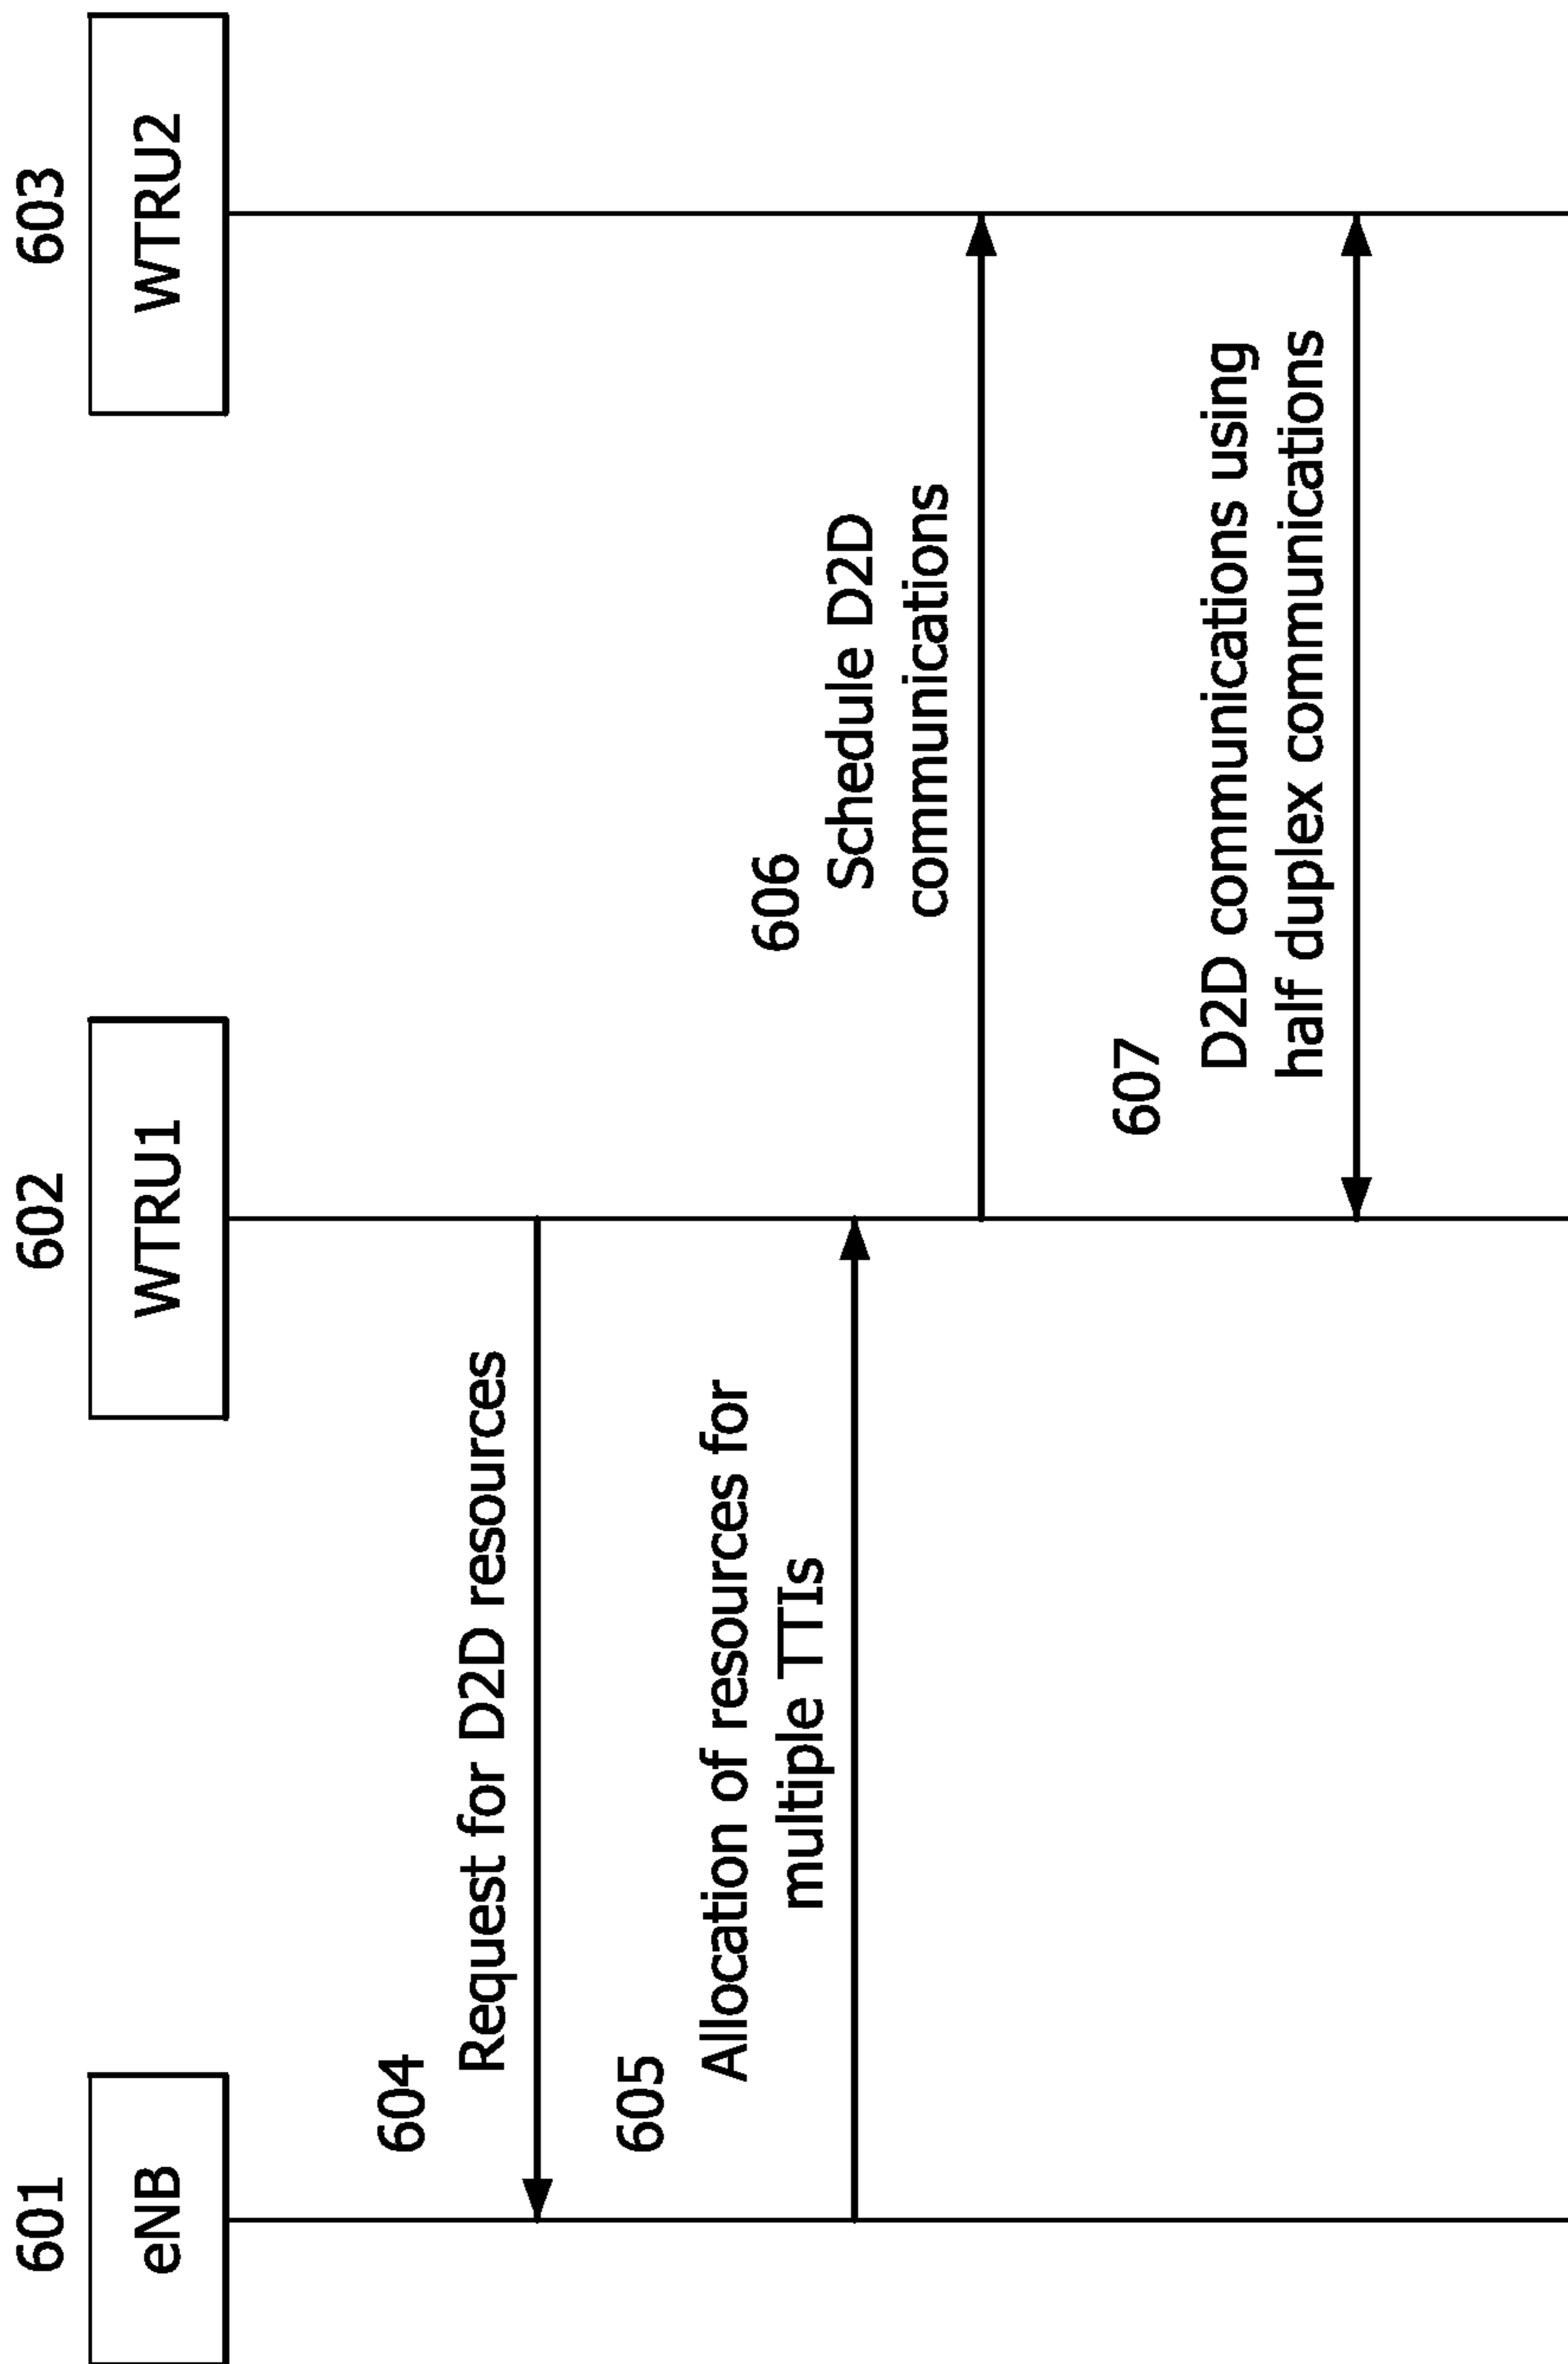 601
eNB
602
WTRU1
603
WTRU2
604
Request for D2D resources
605
Allocation of resources for
multiple TTIs
606
Schedule D2D
communications
607
D2D communications using
half duplex communications